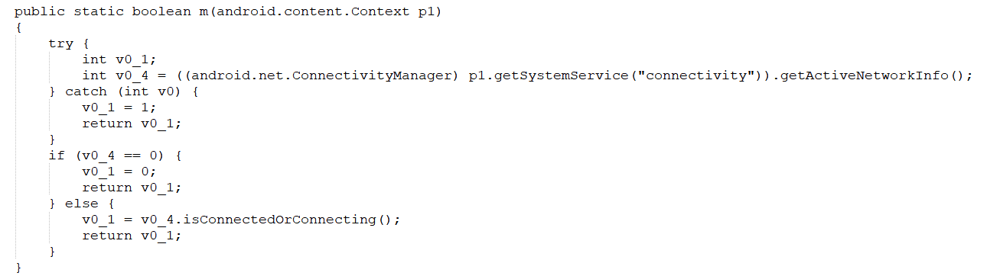 public static boolean m(android.content.Context p1)
{
    try {
        int v0_1;
        int v0_4 = ((android.net.ConnectivityManager) p1.getSystemService("connectivity")).getActiveNetworkInfo();
    } catch (int v0) {
        v0_1 = 1;
        return v0_1;
    }
    if (v0_4 == 0) {
        v0_1 = 0;
        return v0_1;
    } else {
        v0_1 = v0_4.isConnectedOrConnecting();
        return v0_1;
    }
}